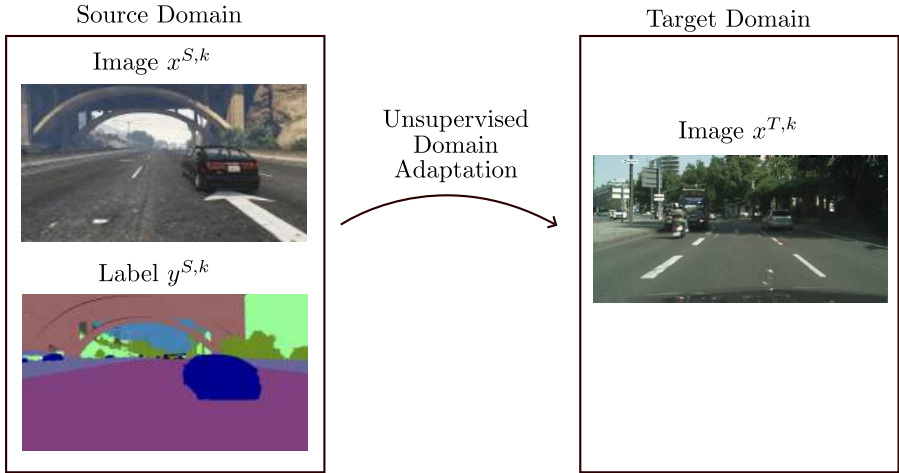 Source Domain
Image x^{S,k}
Label y^{S,k}
Unsupervised
Domain
Adaptation
Target Domain
Image x^{T,k}